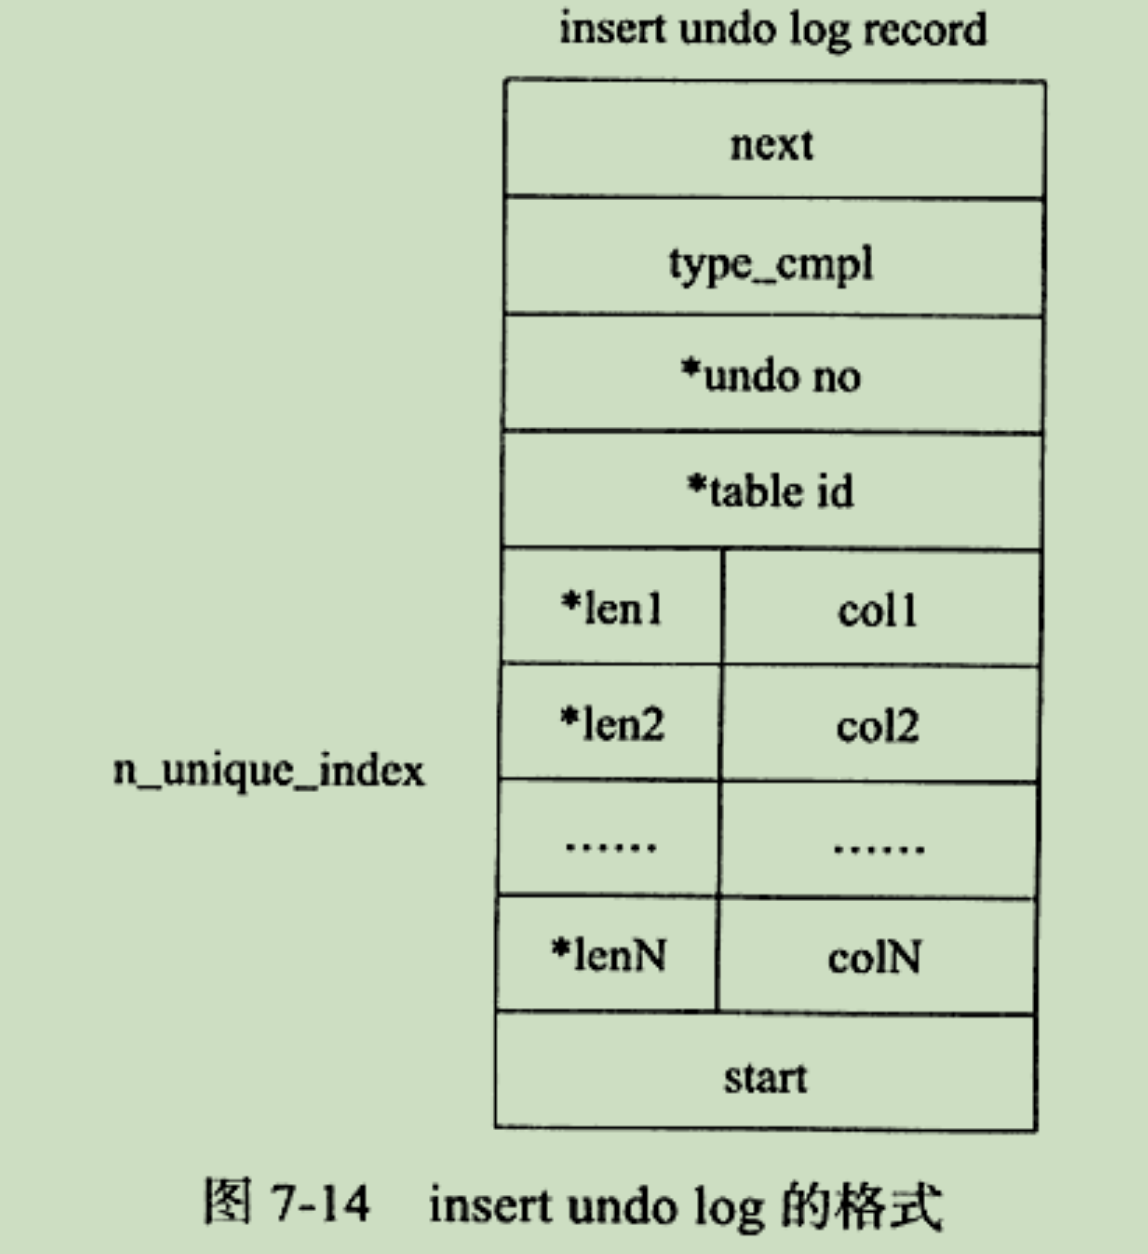 insert undo log record
next
type_cmpl
*undo no
*table id
*len1 col1
*len2 col2
n_unique_index
...... ......
*lenN colN
start
图 7-14 insert undo log 的格式